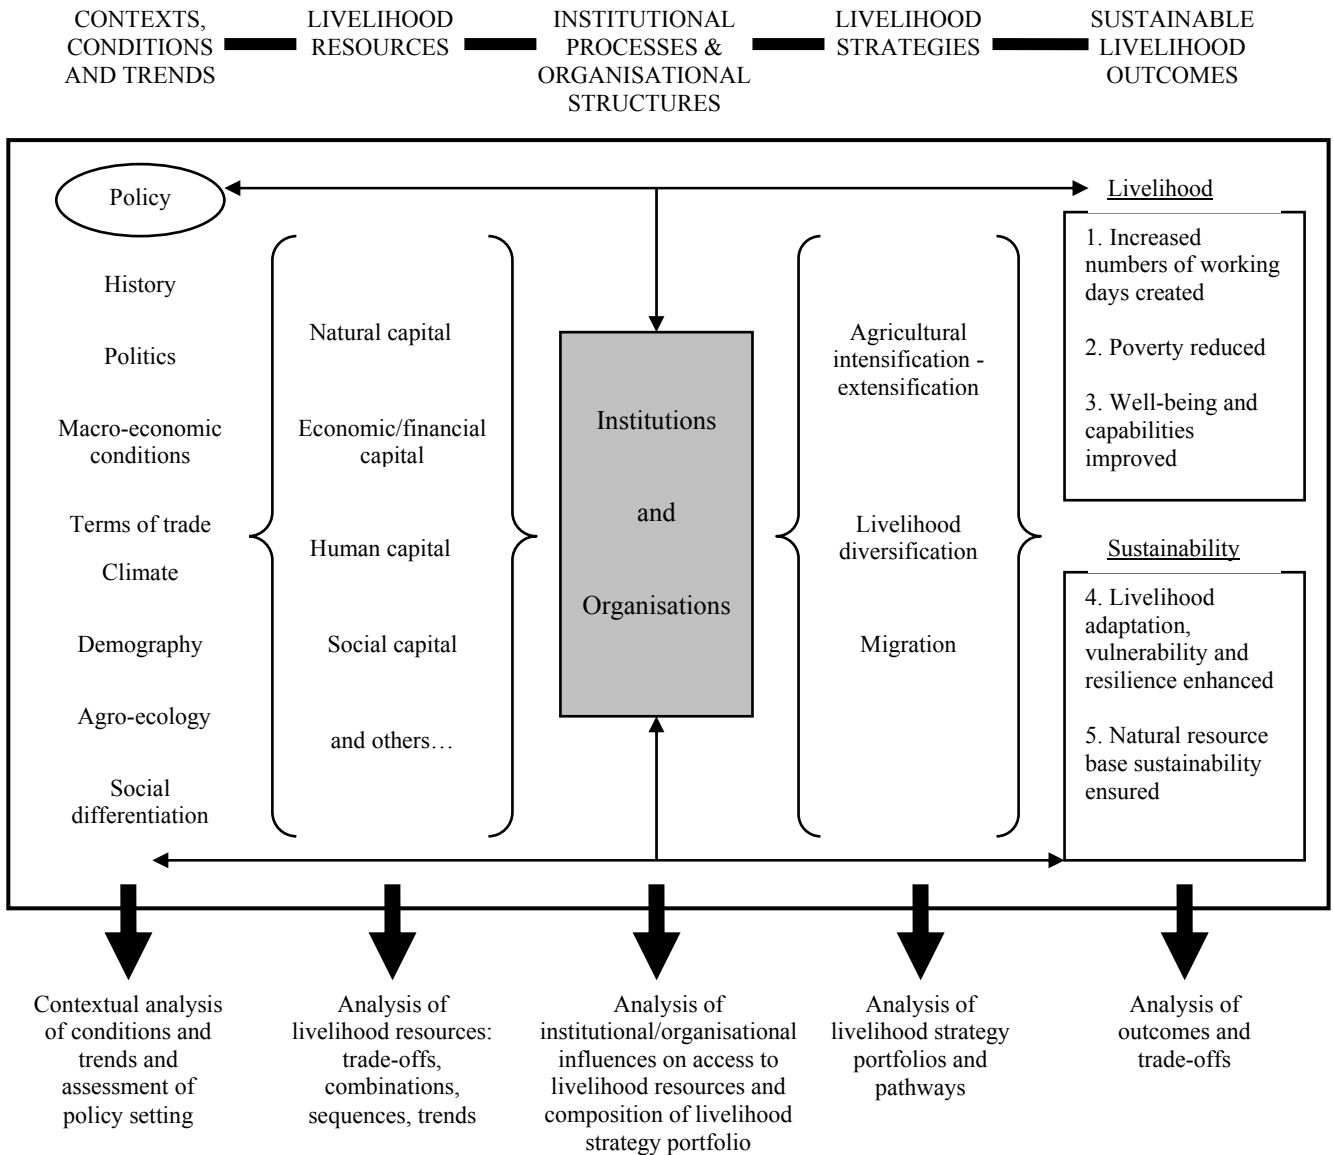 CONTEXTS,
CONDITIONS
AND TRENDS
LIVELIHOOD
RESOURCES
INSTITUTIONAL
PROCESSES &
ORGANISATIONAL
STRUCTURES
LIVELIHOOD
STRATEGIES
SUSTAINABLE
LIVELIHOOD
OUTCOMES
Policy
History
Politics
Macro-economic
conditions
Terms of trade
Climate
Demography
Agro-ecology
Social
differentiation
Natural capital
Economic/financial
capital
Human capital
Social capital
and others…
Institutions
and
Organisations
Agricultural
intensification -
extensification
Livelihood
diversification
Migration
Livelihood
1. Increased
numbers of working
days created
2. Poverty reduced
3. Well-being and
capabilities
improved
Sustainability
4. Livelihood
adaptation,
vulnerability and
resilience enhanced
5. Natural resource
base sustainability
ensured
Contextual analysis
of conditions and
trends and
assessment of
policy setting
Analysis of
livelihood resources:
trade-offs,
combinations,
sequences, trends
Analysis of
institutional/organisational
influences on access to
livelihood resources and
composition of livelihood
strategy portfolio
Analysis of
livelihood strategy
portfolios and
pathways
Analysis of
outcomes and
trade-offs